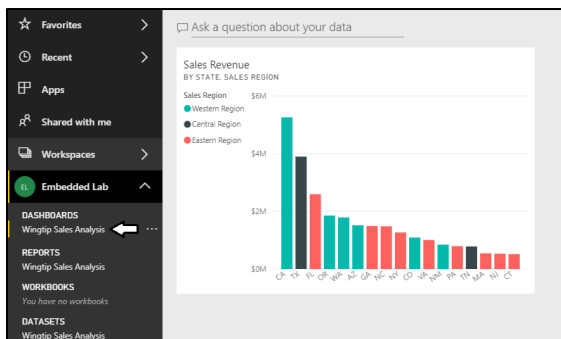 Favorites
Recent
Apps
Shared with me
Workspaces
EL Embedded Lab
DASHBOARDS
Wingtip Sales Analysis
REPORTS
Wingtip Sales Analysis
WORKBOOKS
You have no workbooks
DATASETS
Wingtip Sales Analysis
Ask a question about your data
Sales Revenue
BY STATE, SALES REGION
Sales Region
Western Region
Central Region
Eastern Region
$6M
$4M
$2M
$0M
CA TX FL OR WA AZ GA NC NY CO VA NM PA TN MA NJ CT